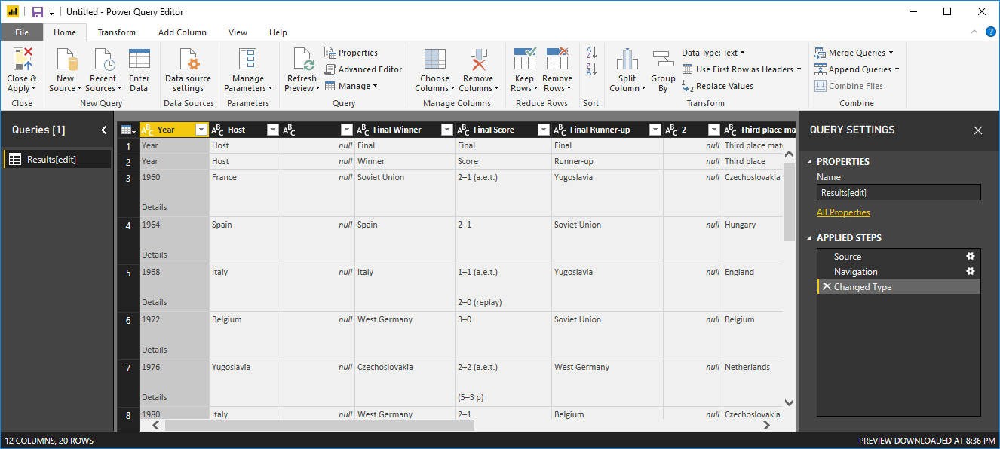 Untitled - Power Query Editor
File Home Transform Add Column View Help
Close & Apply
New Source
Recent Sources
Enter Data
Data source settings
Manage Parameters
Refresh Preview
Properties
Advanced Editor
Manage
Choose Columns
Remove Columns
Keep Rows
Remove Rows
Split Column
Group By
Data Type: Text
Use First Row as Headers
Replace Values
Merge Queries
Append Queries
Combine Files
Close New Query Data Sources Parameters Query Manage Columns Reduce Rows Sort Transform Combine
Queries [1]
Results[edit]
Year Host Final Winner Final Score Final Runner-up 2 Third place ma
1 Year Host null Final Final Final null Third place mat
2 Year Host null Winner Score Runner-up null Third place
3 1960 France null Soviet Union 2–1 (a.e.t.) Yugoslavia null Czechoslovakia
Details
4 1964 Spain null Spain 2–1 Soviet Union null Hungary
Details
5 1968 Italy null Italy 1–1 (a.e.t.) Yugoslavia null England
Details 2–0 (replay)
6 1972 Belgium null West Germany 3–0 Soviet Union null Belgium
Details
7 1976 Yugoslavia null Czechoslovakia 2–2 (a.e.t.) West Germany null Netherlands
Details (5–3 p)
8 1980 Italy null West Germany 2–1 Belgium null Czechoslovakia
QUERY SETTINGS
PROPERTIES
Name
Results[edit]
All Properties
APPLIED STEPS
Source
Navigation
Changed Type
12 COLUMNS, 20 ROWS
PREVIEW DOWNLOADED AT 8:36 PM